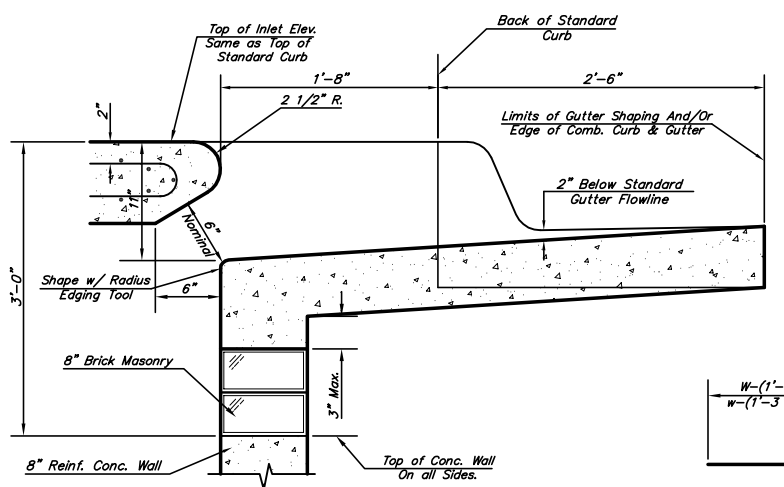 Top of Inlet Elev.
Same as Top of
Standard Curb
Back of Standard
Curb
1'-8"
2'-6"
2 1/2" R.
2"
Limits of Gutter Shaping And/Or
Edge of Comb. Curb & Gutter
11"
2" Below Standard
Gutter Flowline
6"
Nominal
3'-0"
Shape w/ Radius
Edging Tool
6"
8" Brick Masonry
3" Max.
W-(1'-
w-(1'-3
8" Reinf. Conc. Wall
Top of Conc. Wall
On all Sides.